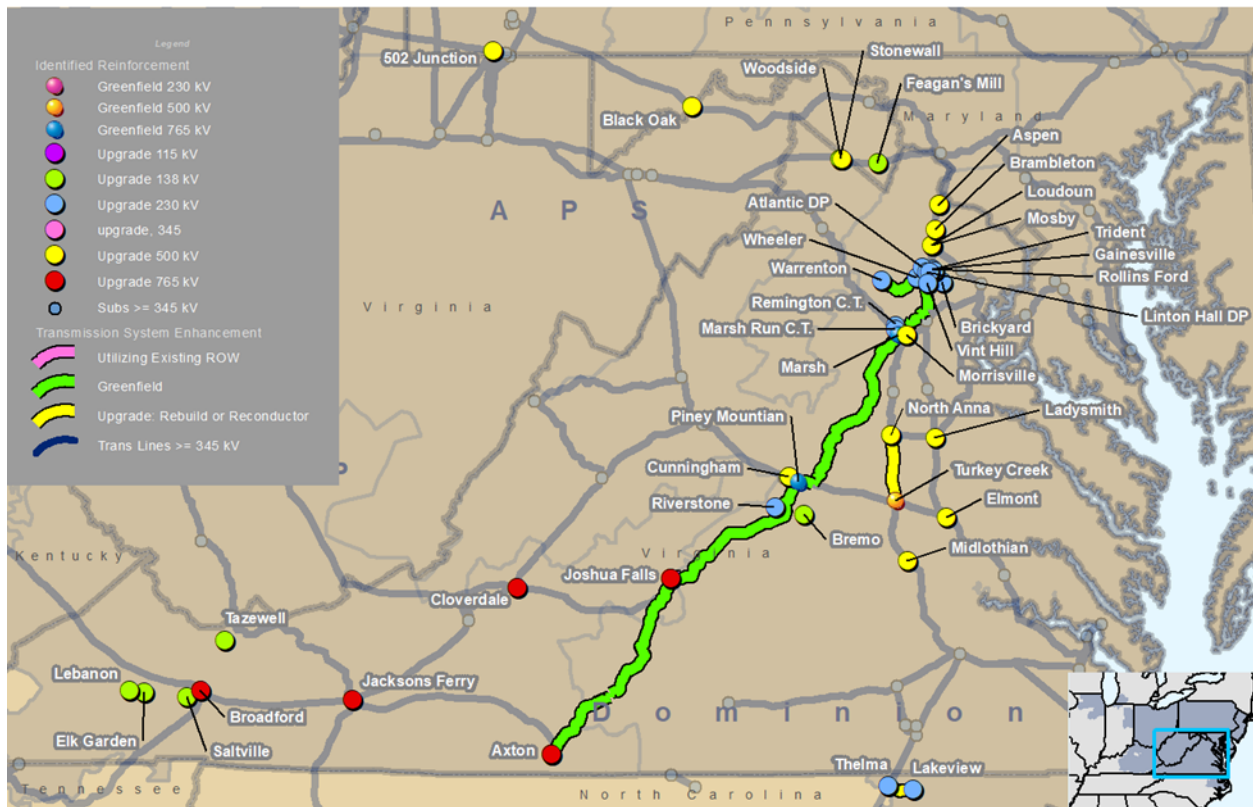 Legend
Identified Reinforcement
Greenfield 230 kV
Greenfield 500 kV
Greenfield 765 kV
Upgrade 115 kV
Upgrade 138 kV
Upgrade 230 kV
upgrade, 345
Upgrade 500 kV
Upgrade 765 kV
Subs >= 345 kV
Transmission System Enhancement
Utilizing Existing ROW
Greenfield
Upgrade: Rebuild or Reconductor
Trans Lines >= 345 kV
Pennsylvania
502 Junction
Stonewall
Woodside
Feagan's Mill
Black Oak
Maryland
Aspen
Brambleton
Loudoun
Mosby
Atlantic DP
A P S
Trident
Gainesville
Wheeler
Rollins Ford
Warrenton
Virginia
Remington C.T.
Linton Hall DP
Marsh Run C.T.
Brickyard
Vint Hill
Marsh
Morrisville
Piney Mountian
North Anna
Ladysmith
Cunningham
Turkey Creek
Riverstone
Elmont
Bremo
Kentucky
Virginia
Midlothian
Joshua Falls
Cloverdale
Tazewell
Lebanon
Jacksons Ferry
Broadford
Dominion
Elk Garden
Saltville
Axton
Thelma
Lakeview
Tennessee
North Carolina